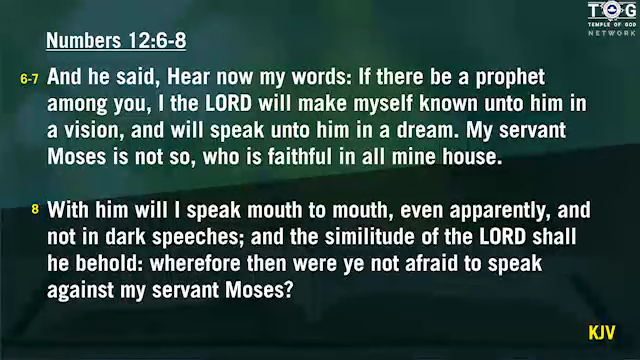 TOG
TEMPLE OF GOD
NETWORK
Numbers 12:6-8
6-7 And he said, Hear now my words: If there be a prophet
among you, I the LORD will make myself known unto him in
a vision, and will speak unto him in a dream. My servant
Moses is not so, who is faithful in all mine house.
8 With him will I speak mouth to mouth, even apparently, and
not in dark speeches; and the similitude of the LORD shall
he behold: wherefore then were ye not afraid to speak
against my servant Moses?
KJV